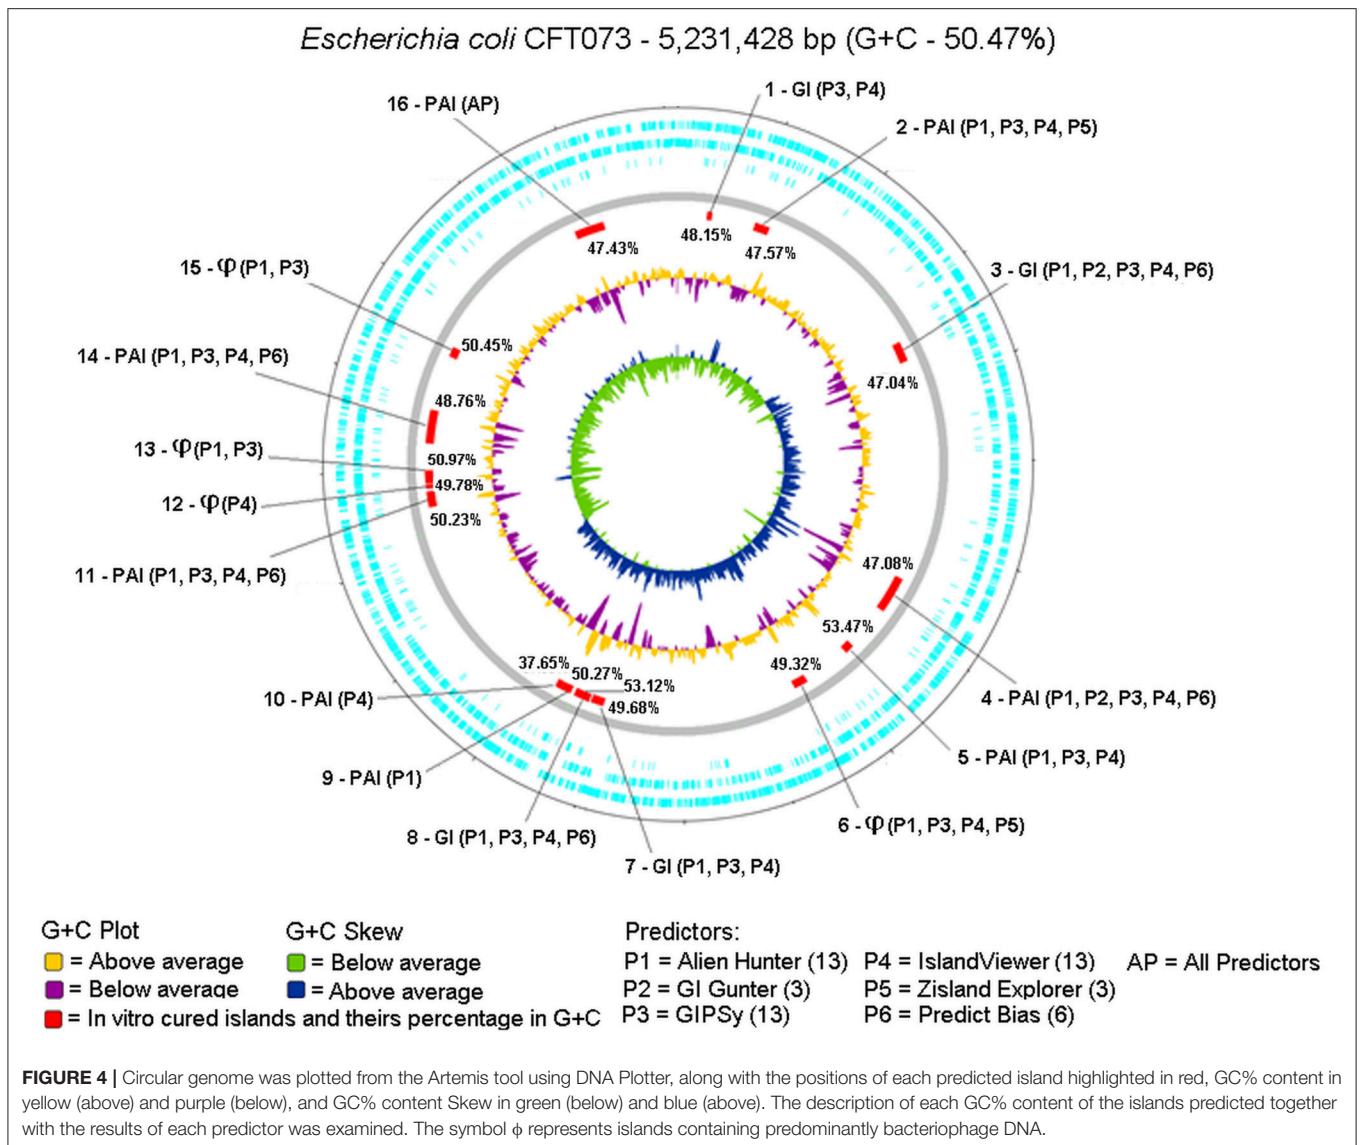 Escherichia coli CFT073 - 5,231,428 bp (G+C - 50.47%)
1 - GI (P3, P4)
16 - PAI (AP)
2 - PAI (P1, P3, P4, P5)
48.15%
47.43%
47.57%
15 - φ (P1, P3)
3 - GI (P1, P2, P3, P4, P6)
50.45%
14 - PAI (P1, P3, P4, P6)
47.04%
48.76%
13 - φ (P1, P3)
50.97%
49.78%
12 - φ (P4)
50.23%
47.08%
11 - PAI (P1, P3, P4, P6)
53.47%
37.65%
49.32%
50.27%
53.12%
10 - PAI (P4)
49.68%
4 - PAI (P1, P2, P3, P4, P6)
5 - PAI (P1, P3, P4)
9 - PAI (P1)
6 - φ (P1, P3, P4, P5)
8 - GI (P1, P3, P4, P6)
7 - GI (P1, P3, P4)
G+C Plot
= Above average
= Below average
G+C Skew
= Below average
= Above average
= In vitro cured islands and theirs percentage in G+C
Predictors:
P1 = Alien Hunter (13)
P2 = GI Gunter (3)
P3 = GIPSy (13)
P4 = IslandViewer (13)
P5 = Zisland Explorer (3)
P6 = Predict Bias (6)
AP = All Predictors
FIGURE 4 | Circular genome was plotted from the Artemis tool using DNA Plotter, along with the positions of each predicted island highlighted in red, GC% content in
yellow (above) and purple (below), and GC% content Skew in green (below) and blue (above). The description of each GC% content of the islands predicted together
with the results of each predictor was examined. The symbol ϕ represents islands containing predominantly bacteriophage DNA.